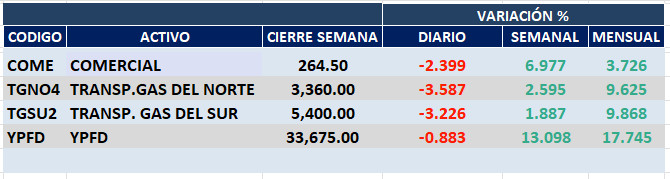 VARIACIÓN %
CODIGO ACTIVO CIERRE SEMANA DIARIO SEMANAL MENSUAL
COME COMERCIAL 264.50 -2.399 6.977 3.726
TGNO4 TRANSP.GAS DEL NORTE 3,360.00 -3.587 2.595 9.625
TGSU2 TRANSP. GAS DEL SUR 5,400.00 -3.226 1.887 9.868
YPFD YPFD 33,675.00 -0.883 13.098 17.745